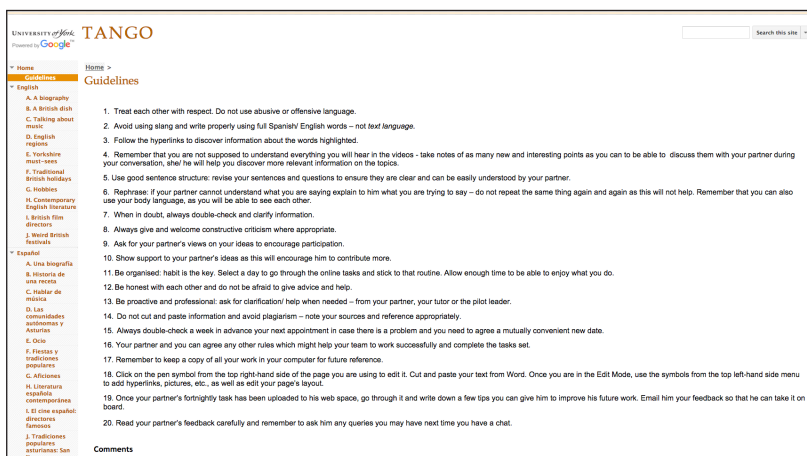 UNIVERSITY of York
Powered by Google™
TANGO
Search this site
Home
Guidelines
English
A. A biography
B. A British dish
C. Talking about
music
D. English
regions
E. Yorkshire
must-sees
F. Traditional
British holidays
G. Hobbies
H. Contemporary
English literature
I. British film
directors
J. Weird British
festivals
Español
A. Una biografía
B. Historia de
una receta
C. Hablar de
música
D. Las
comunidades
autónomas y
Asturias
E. Ocio
F. Fiestas y
tradiciones
populares
G. Aficiones
H. Literatura
española
contemporánea
I. El cine español:
directores
famosos
J. Tradiciones
populares
asturianas: San
Home >
Guidelines
1. Treat each other with respect. Do not use abusive or offensive language.
2. Avoid using slang and write properly using full Spanish/ English words – not text language.
3. Follow the hyperlinks to discover information about the words highlighted.
4. Remember that you are not supposed to understand everything you will hear in the videos - take notes of as many new and interesting points as you can to be able to discuss them with your partner during
your conversation, she/ he will help you discover more relevant information on the topics.
5. Use good sentence structure: revise your sentences and questions to ensure they are clear and can be easily understood by your partner.
6. Rephrase: if your partner cannot understand what you are saying explain to him what you are trying to say – do not repeat the same thing again and again as this will not help. Remember that you can also
use your body language, as you will be able to see each other.
7. When in doubt, always double-check and clarify information.
8. Always give and welcome constructive criticism where appropriate.
9. Ask for your partner's views on your ideas to encourage participation.
10. Show support to your partner's ideas as this will encourage him to contribute more.
11. Be organised: habit is the key. Select a day to go through the online tasks and stick to that routine. Allow enough time to be able to enjoy what you do.
12. Be honest with each other and do not be afraid to give advice and help.
13. Be proactive and professional: ask for clarification/ help when needed – from your partner, your tutor or the pilot leader.
14. Do not cut and paste information and avoid plagiarism – note your sources and reference appropriately.
15. Always double-check a week in advance your next appointment in case there is a problem and you need to agree a mutually convenient new date.
16. Your partner and you can agree any other rules which might help your team to work successfully and complete the tasks set.
17. Remember to keep a copy of all your work in your computer for future reference.
18. Click on the pen symbol from the top right-hand side of the page you are using to edit it. Cut and paste your text from Word. Once you are in the Edit Mode, use the symbols from the top left-hand side menu
to add hyperlinks, pictures, etc., as well as edit your page's layout.
19. Once your partner's fortnightly task has been uploaded to his web space, go through it and write down a few tips you can give him to improve his future work. Email him your feedback so that he can take it on
board.
20. Read your partner's feedback carefully and remember to ask him any queries you may have next time you have a chat.
Comments